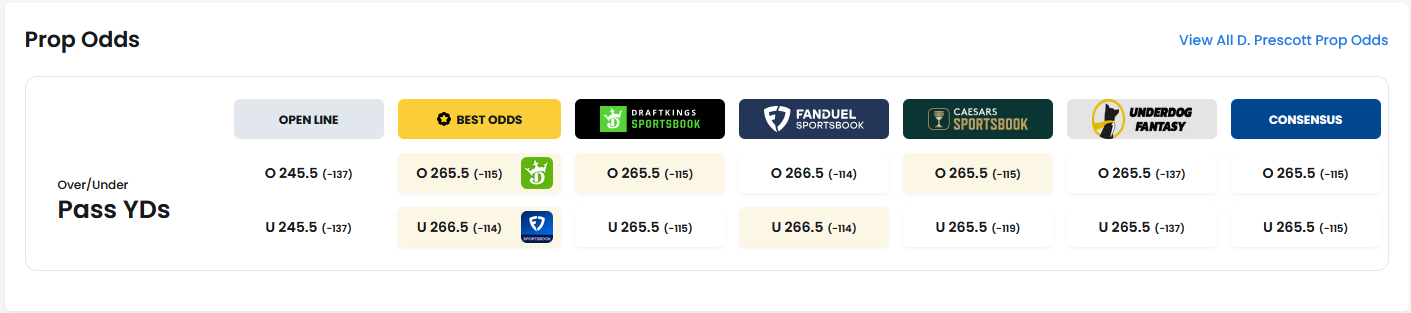 Prop Odds
View All D. Prescott Prop Odds
OPEN LINE
BEST ODDS
DRAFTKINGS
SPORTSBOOK
FANDUEL
SPORTSBOOK
CAESARS
SPORTSBOOK
UNDERDOG
FANTASY
CONSENSUS
Over/Under
Pass YDs
O 245.5 (-137)
O 265.5 (-115)
O 265.5 (-115)
O 266.5 (-114)
O 265.5 (-115)
O 265.5 (-137)
O 265.5 (-115)
U 245.5 (-137)
U 266.5 (-114)
SPORTSBOOK
U 265.5 (-115)
U 266.5 (-114)
U 265.5 (-119)
U 265.5 (-137)
U 265.5 (-115)